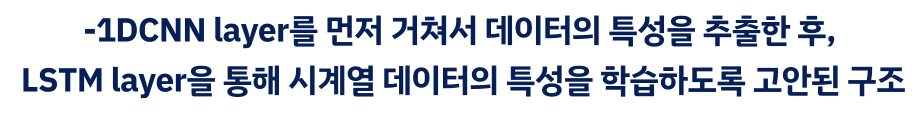 -1DCNN layer를 먼저 거쳐서 데이터의 특성을 추출한 후,
LSTM layer을 통해 시계열 데이터의 특성을 학습하도록 고안된 구조